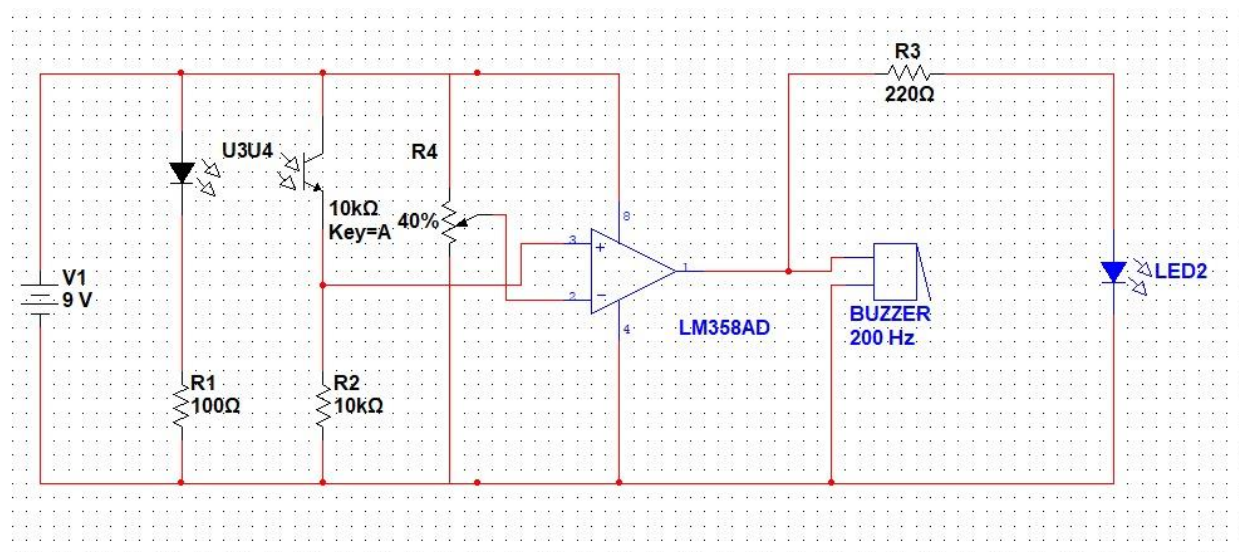 R3
220Ω
U3U4
R4
10kΩ
Key=A
40%
8
3
+
V1
9 V
1
LED2
2
−
4
LM358AD
BUZZER
200 Hz
R1
100Ω
R2
10kΩ